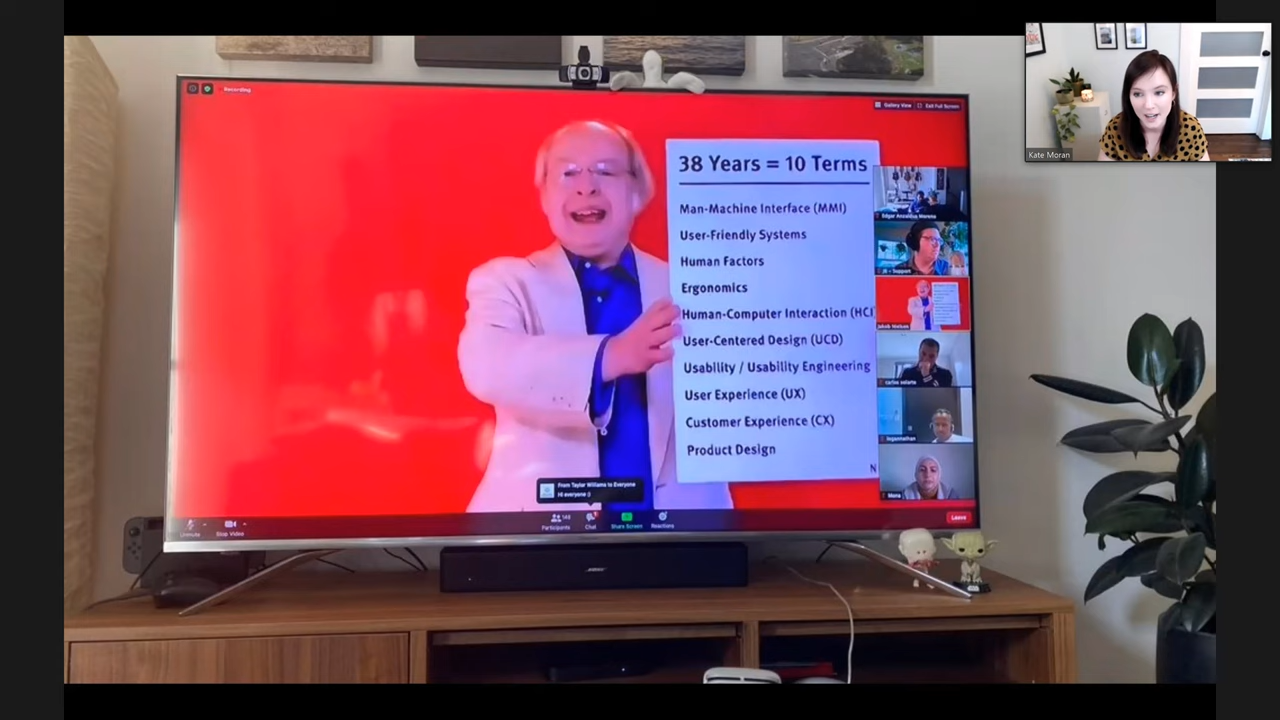 Recording
Gallery View
Exit Full Screen
38 Years = 10 Terms
Man-Machine Interface (MMI)
User-Friendly Systems
Human Factors
Ergonomics
Human-Computer Interaction (HCI
User-Centered Design (UCD)
Usability / Usability Engineering
User Experience (UX)
Customer Experience (CX)
Product Design
N
Jakob Nielsen
Mena
From Taylor Williams to Everyone
Hi everyone :)
Unmute
Stop Video
Participants
Chat
Share Screen
Reactions
Leave
BOSE
Kate Moran